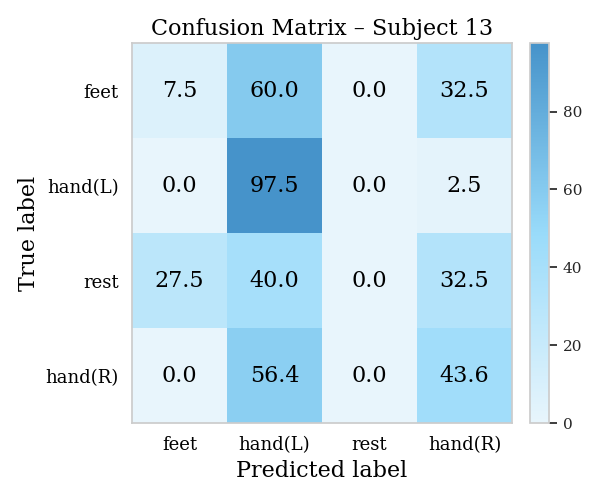 Confusion Matrix – Subject 13
feet 7.5 60.0 0.0 32.5
hand(L) 0.0 97.5 0.0 2.5
rest 27.5 40.0 0.0 32.5
hand(R) 0.0 56.4 0.0 43.6
feet hand(L) rest hand(R)
Predicted label
True label
80
60
40
20
0